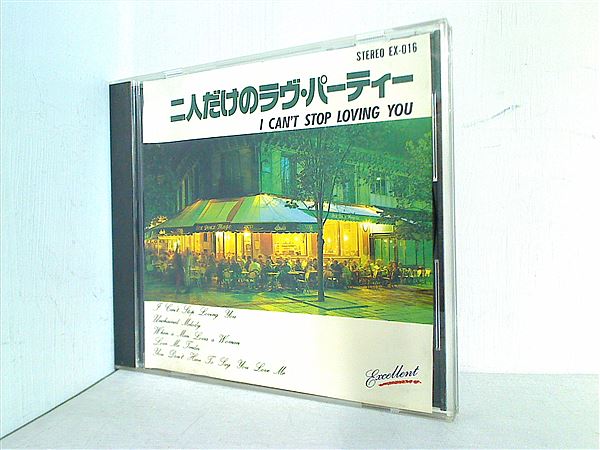 STEREO EX-016
二人だけのラヴ・パーティー
I CAN'T STOP LOVING YOU
I Can't Stop Loving You
Unchained Melody
When a Man Loves a Woman
Love Me Tender
You Don't Have To Say You Love Me
Excellent